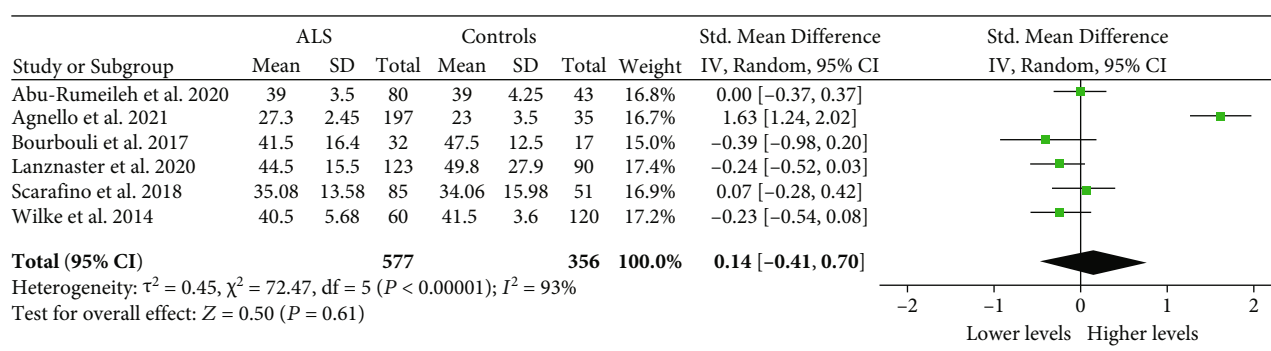 ALS Controls Std. Mean Difference Std. Mean Difference
Study or Subgroup Mean SD Total Mean SD Total Weight IV, Random, 95% CI IV, Random, 95% CI
Abu-Rumeileh et al. 2020 39 3.5 80 39 4.25 43 16.8% 0.00 [–0.37, 0.37]
Agnello et al. 2021 27.3 2.45 197 23 3.5 35 16.7% 1.63 [1.24, 2.02]
Bourbouli et al. 2017 41.5 16.4 32 47.5 12.5 17 15.0% –0.39 [–0.98, 0.20]
Lanznaster et al. 2020 44.5 15.5 123 49.8 27.9 90 17.4% –0.24 [–0.52, 0.03]
Scarafino et al. 2018 35.08 13.58 85 34.06 15.98 51 16.9% 0.07 [–0.28, 0.42]
Wilke et al. 2014 40.5 5.68 60 41.5 3.6 120 17.2% –0.23 [–0.54, 0.08]
Total (95% CI) 577 356 100.0% 0.14 [–0.41, 0.70]
Heterogeneity: τ² = 0.45, χ² = 72.47, df = 5 (P < 0.00001); I² = 93%
Test for overall effect: Z = 0.50 (P = 0.61)
–2 –1 0 1 2
Lower levels Higher levels